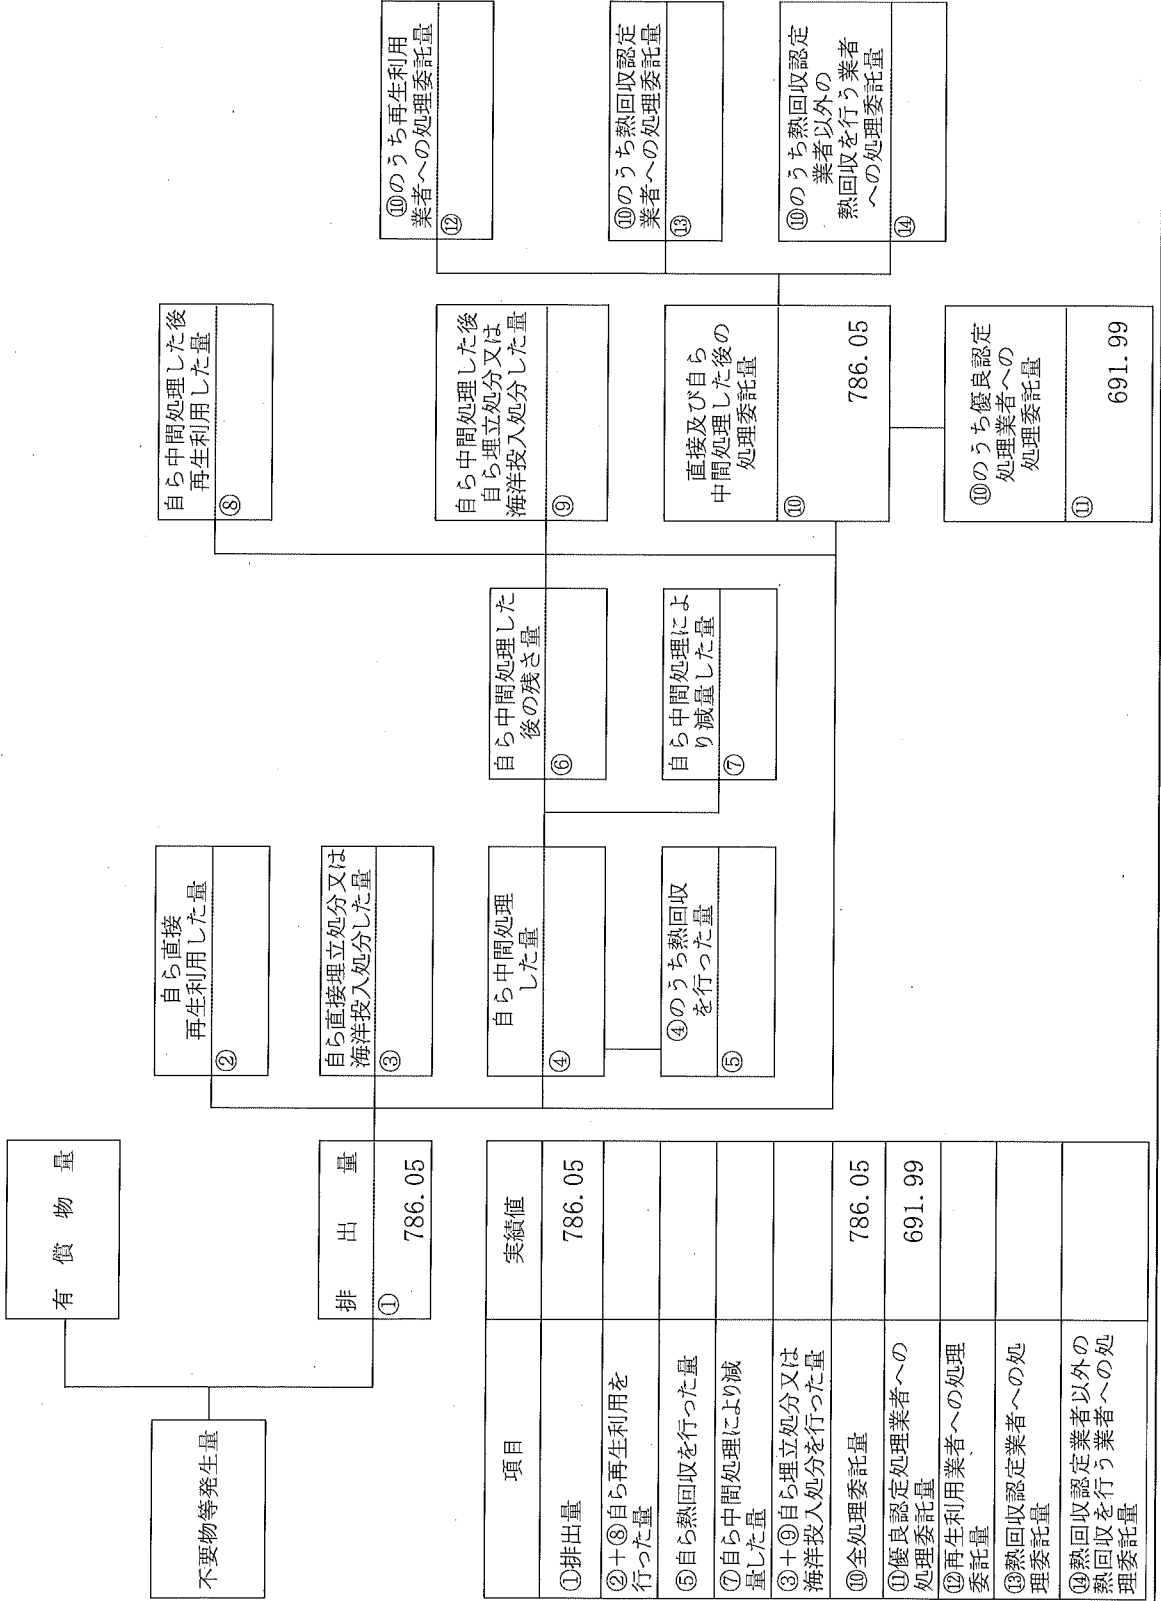 有償物量
不要物等発生量
排出量
①
786.05
自ら直接
再生利用した量
②
自ら直接埋立処分又は
海洋投入処分した量
③
自ら中間処理
した量
④
④のうち熱回収
を行った量
⑤
自ら中間処理した
後の残さ量
⑥
自ら中間処理によ
り減量した量
⑦
自ら中間処理した後
再生利用した量
⑧
自ら中間処理した後
自ら埋立処分又は
海洋投入処分した量
⑨
直接及び自ら
中間処理した後の
処理委託量
⑩
786.05
⑩のうち優良認定
処理業者への
処理委託量
⑪
691.99
⑩のうち再生利用
業者への処理委託量
⑫
⑩のうち熱回収認定
業者への処理委託量
⑬
⑩のうち熱回収認定
業者以外の
熱回収を行う業者
への処理委託量
⑭
項目 実績値
①排出量 786.05
②+⑧自ら再生利用を
行った量
⑤自ら熱回収を行った量
⑦自ら中間処理により減
量した量
③+⑨自ら埋立処分又は
海洋投入処分を行った量
⑩全処理委託量 786.05
⑪優良認定処理業者への
処理委託量 691.99
⑫再生利用業者への処理
委託量
⑬熱回収認定業者への処
理委託量
⑭熱回収認定業者以外の
熱回収を行う業者への処
理委託量